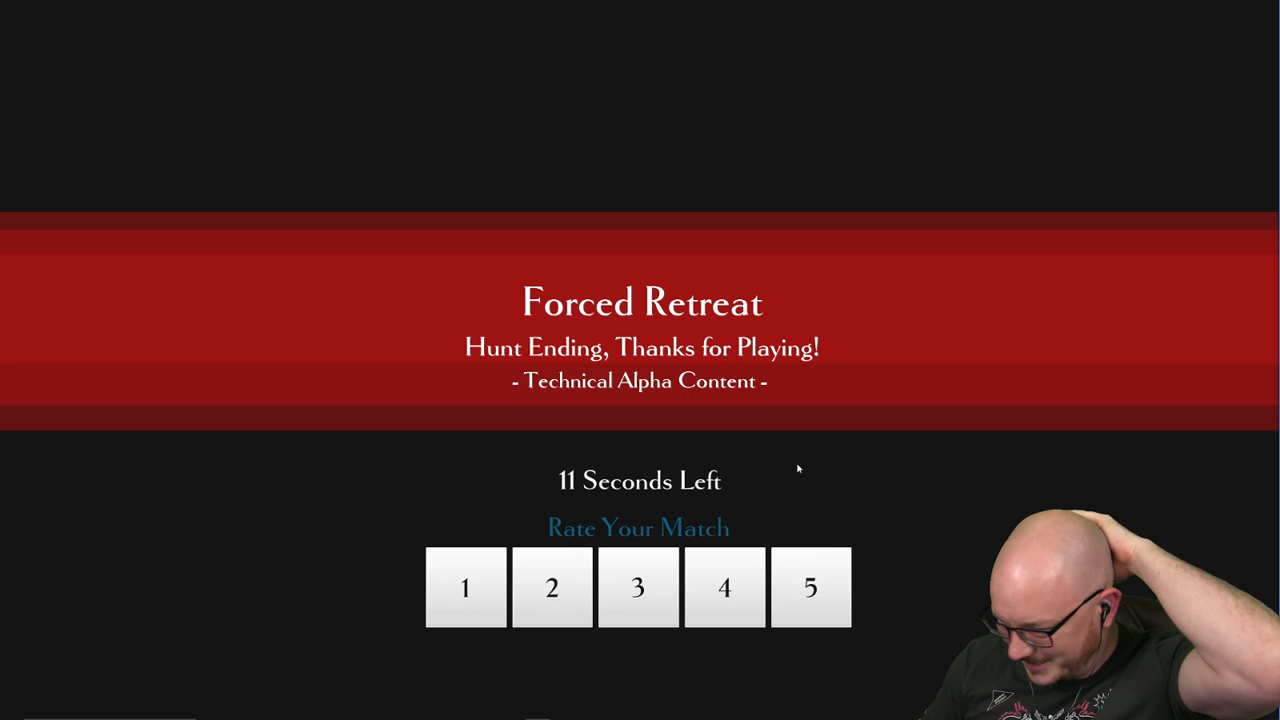 Forced Retreat
Hunt Ending, Thanks for Playing!
- Technical Alpha Content -
11 Seconds Left
Rate Your Match
1 2 3 4 5